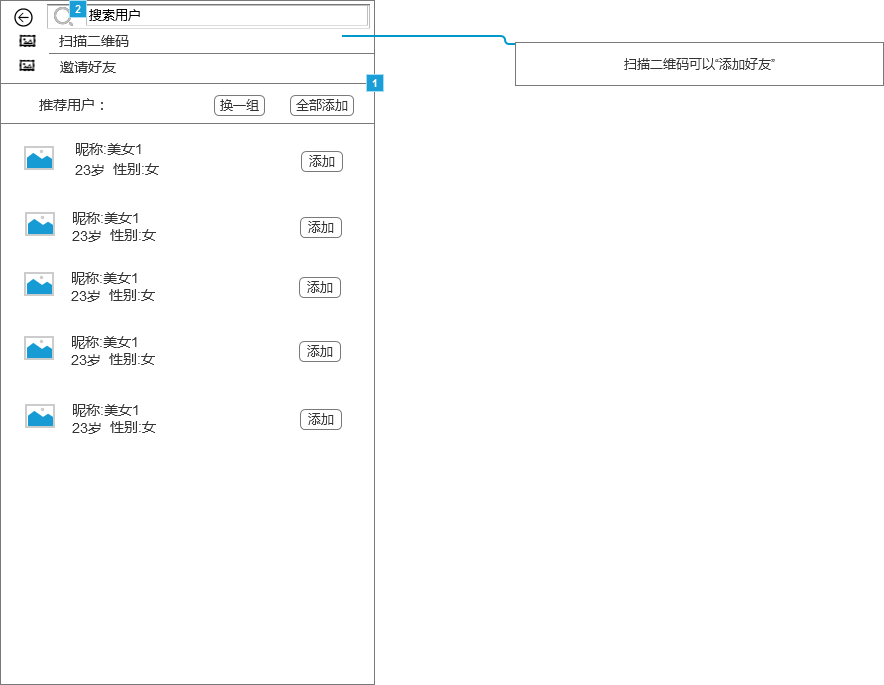 2 搜索用户
扫描二维码
扫描二维码可以“添加好友”
邀请好友
1
推荐用户： 换一组 全部添加
昵称:美女1
23岁 性别:女 添加
昵称:美女1
23岁 性别:女 添加
昵称:美女1
23岁 性别:女 添加
昵称:美女1
23岁 性别:女 添加
昵称:美女1
23岁 性别:女 添加